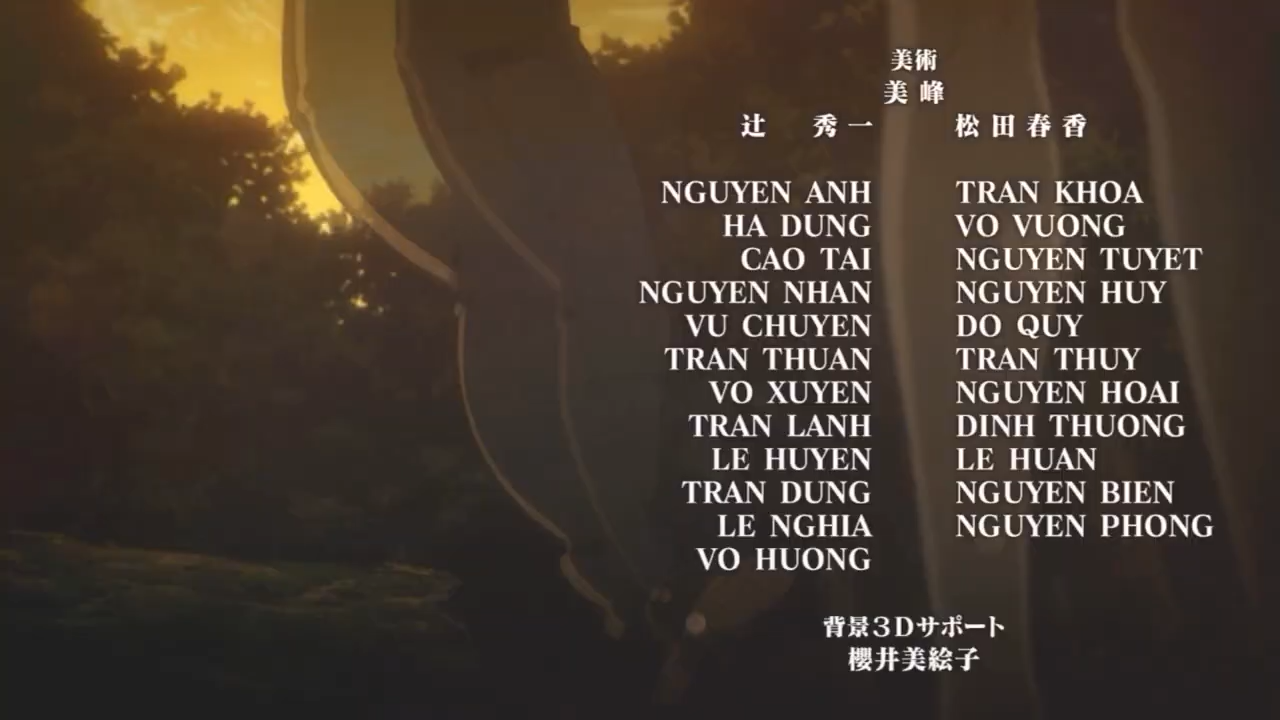 美術
美峰
辻 秀一 松田春香
NGUYEN ANH TRAN KHOA
HA DUNG VO VUONG
CAO TAI NGUYEN TUYET
NGUYEN NHAN NGUYEN HUY
VU CHUYEN DO QUY
TRAN THUAN TRAN THUY
VO XUYEN NGUYEN HOAI
TRAN LANH DINH THUONG
LE HUYEN LE HUAN
TRAN DUNG NGUYEN BIEN
LE NGHIA NGUYEN PHONG
VO HUONG
背景3Dサポート
櫻井美絵子